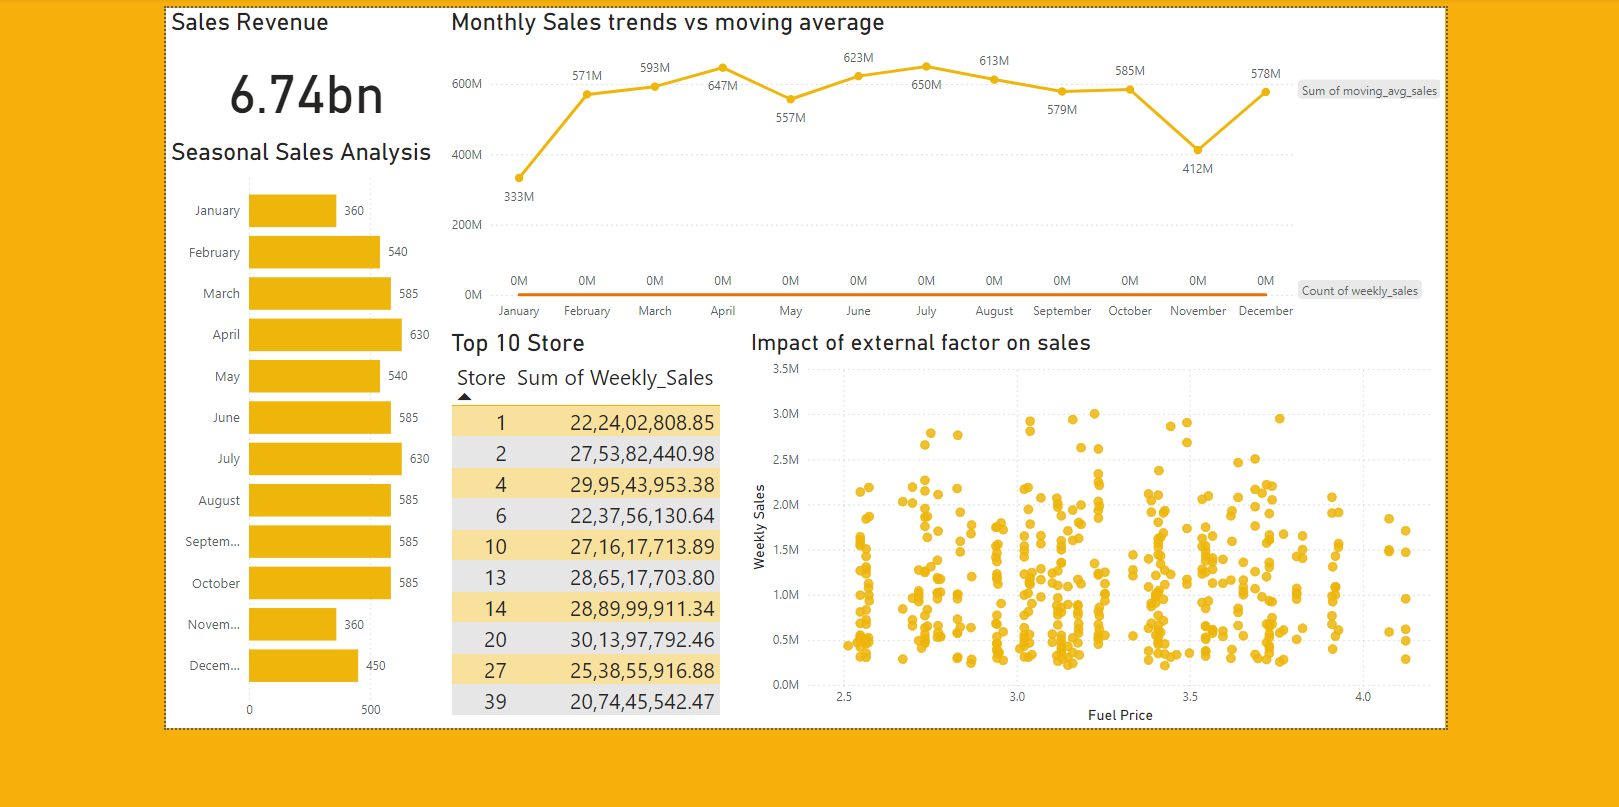 Sales Revenue
6.74bn
Seasonal Sales Analysis
January 360
February 540
March 585
April 630
May 540
June 585
July 630
August 585
Septem... 585
October 585
Novem... 360
Decem... 450
0 500
Monthly Sales trends vs moving average
600M
400M
200M
0M
333M 571M 593M 647M 557M 623M 650M 613M 579M 585M 412M 578M
Sum of moving_avg_sales
0M 0M 0M 0M 0M 0M 0M 0M 0M 0M 0M 0M
Count of weekly_sales
January February March April May June July August September October November December
Top 10 Store
Store Sum of Weekly_Sales
1 22,24,02,808.85
2 27,53,82,440.98
4 29,95,43,953.38
6 22,37,56,130.64
10 27,16,17,713.89
13 28,65,17,703.80
14 28,89,99,911.34
20 30,13,97,792.46
27 25,38,55,916.88
39 20,74,45,542.47
Impact of external factor on sales
3.5M
3.0M
2.5M
2.0M
1.5M
1.0M
0.5M
0.0M
Weekly Sales
2.5 3.0 3.5 4.0
Fuel Price